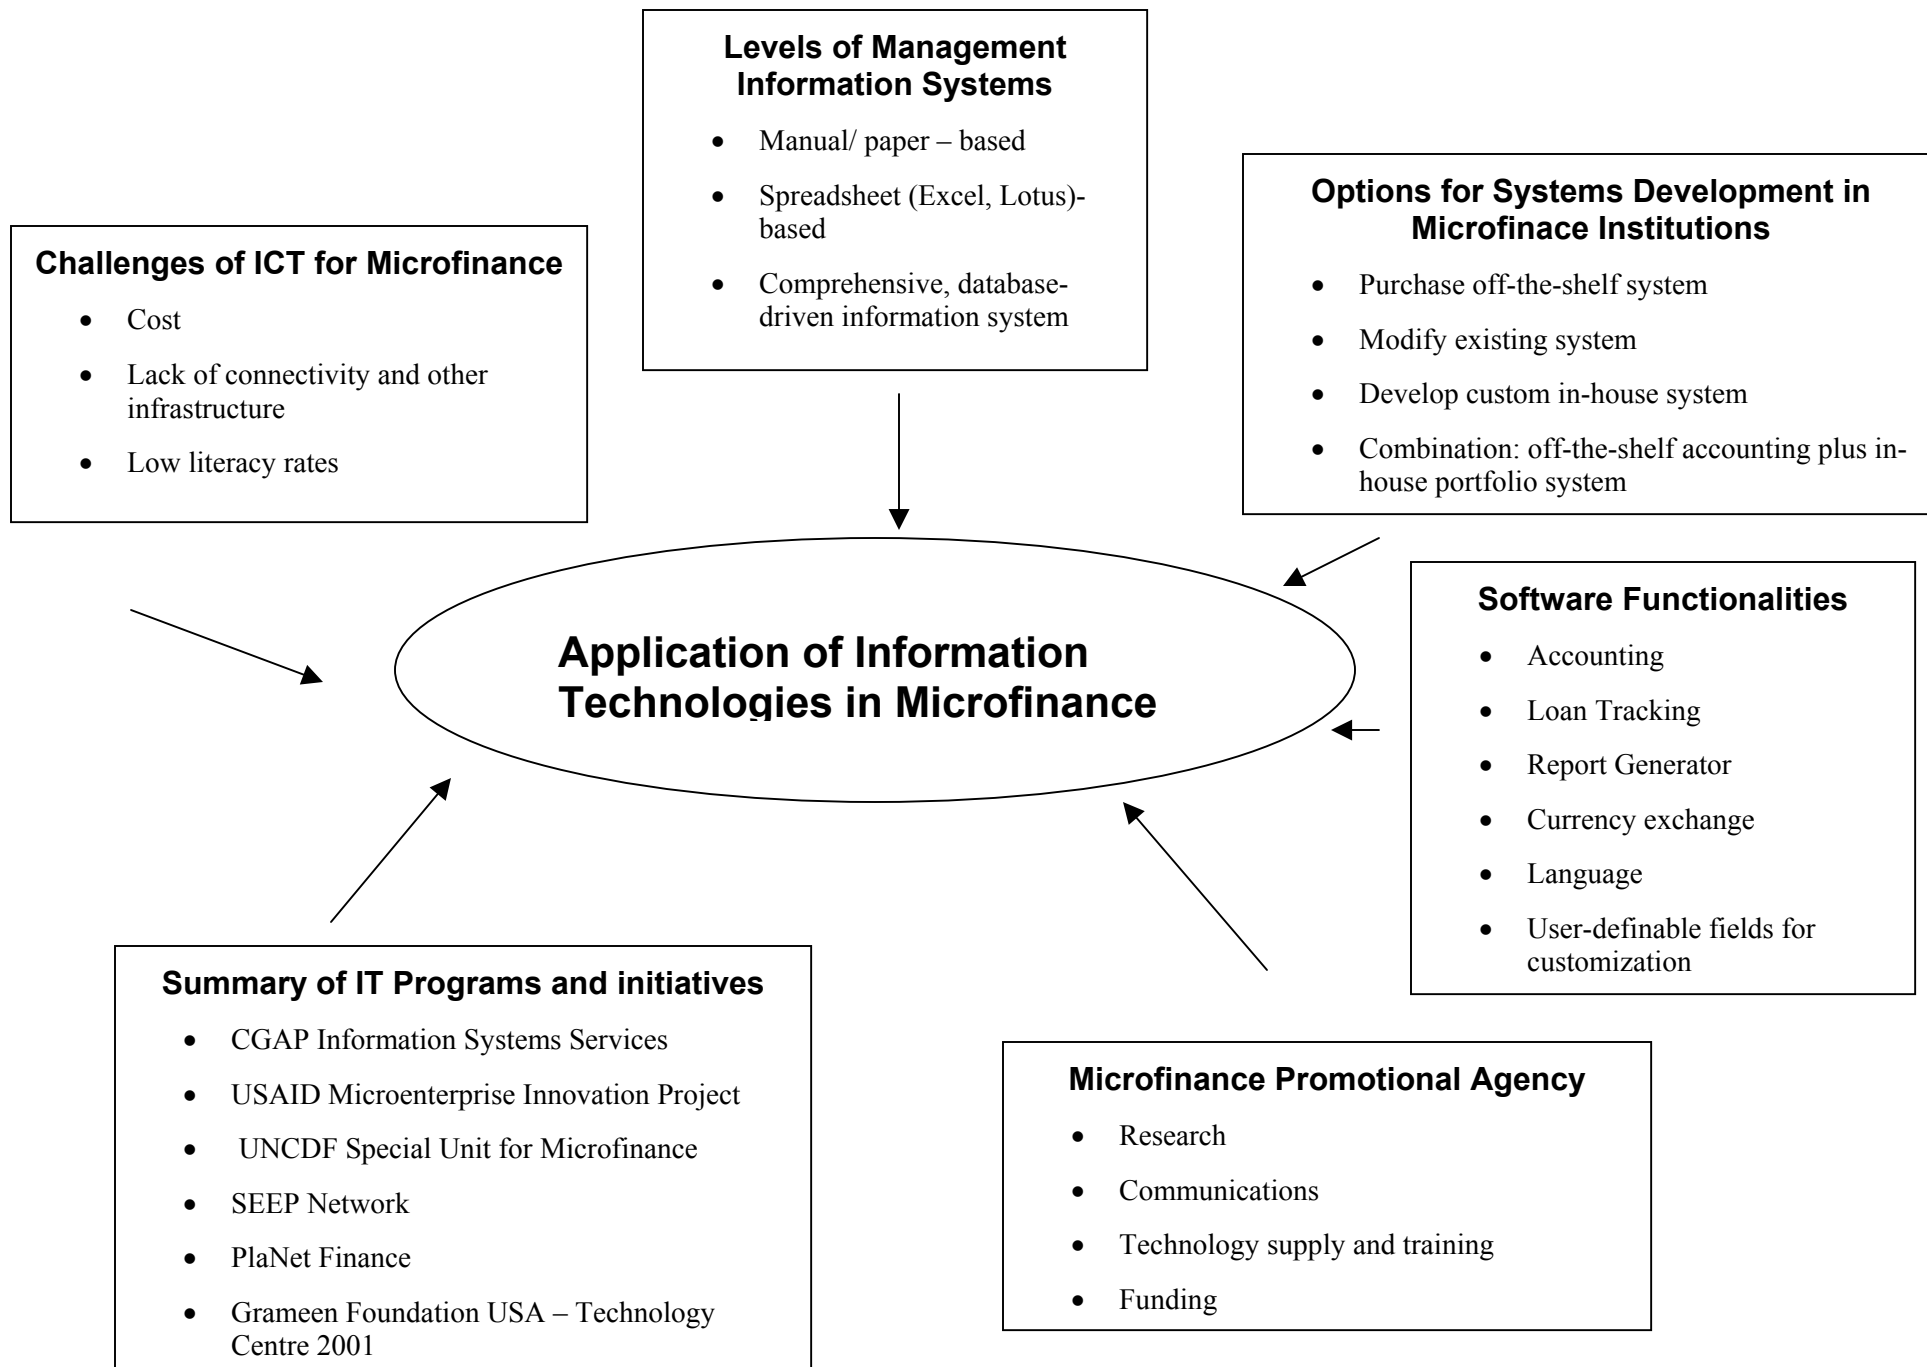 Levels of Management
Information Systems
• Manual/ paper – based
• Spreadsheet (Excel, Lotus)-
based
• Comprehensive, database-
driven information system
Options for Systems Development in
Microfinace Institutions
• Purchase off-the-shelf system
• Modify existing system
• Develop custom in-house system
• Combination: off-the-shelf accounting plus in-
house portfolio system
Challenges of ICT for Microfinance
• Cost
• Lack of connectivity and other
infrastructure
• Low literacy rates
Application of Information
Technologies in Microfinance
Software Functionalities
• Accounting
• Loan Tracking
• Report Generator
• Currency exchange
• Language
• User-definable fields for
customization
Summary of IT Programs and initiatives
• CGAP Information Systems Services
• USAID Microenterprise Innovation Project
• UNCDF Special Unit for Microfinance
• SEEP Network
• PlaNet Finance
• Grameen Foundation USA – Technology
Centre 2001
Microfinance Promotional Agency
• Research
• Communications
• Technology supply and training
• Funding